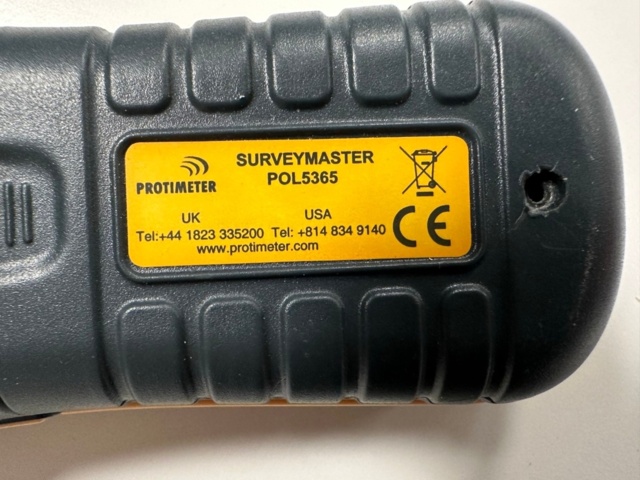 PROTIMETER
SURVEYMASTER
POL5365
UK USA
Tel:+44 1823 335200 Tel: +814 834 9140
www.protimeter.com
CE